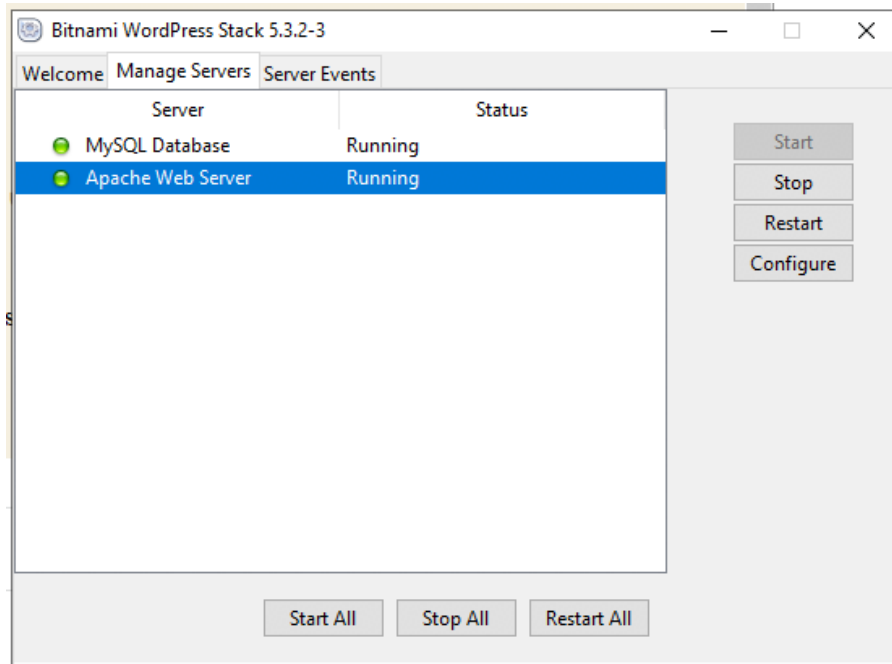 Bitnami WordPress Stack 5.3.2-3
Welcome Manage Servers Server Events
Server Status
MySQL Database Running
Apache Web Server Running
Start
Stop
Restart
Configure
s
Start All Stop All Restart All